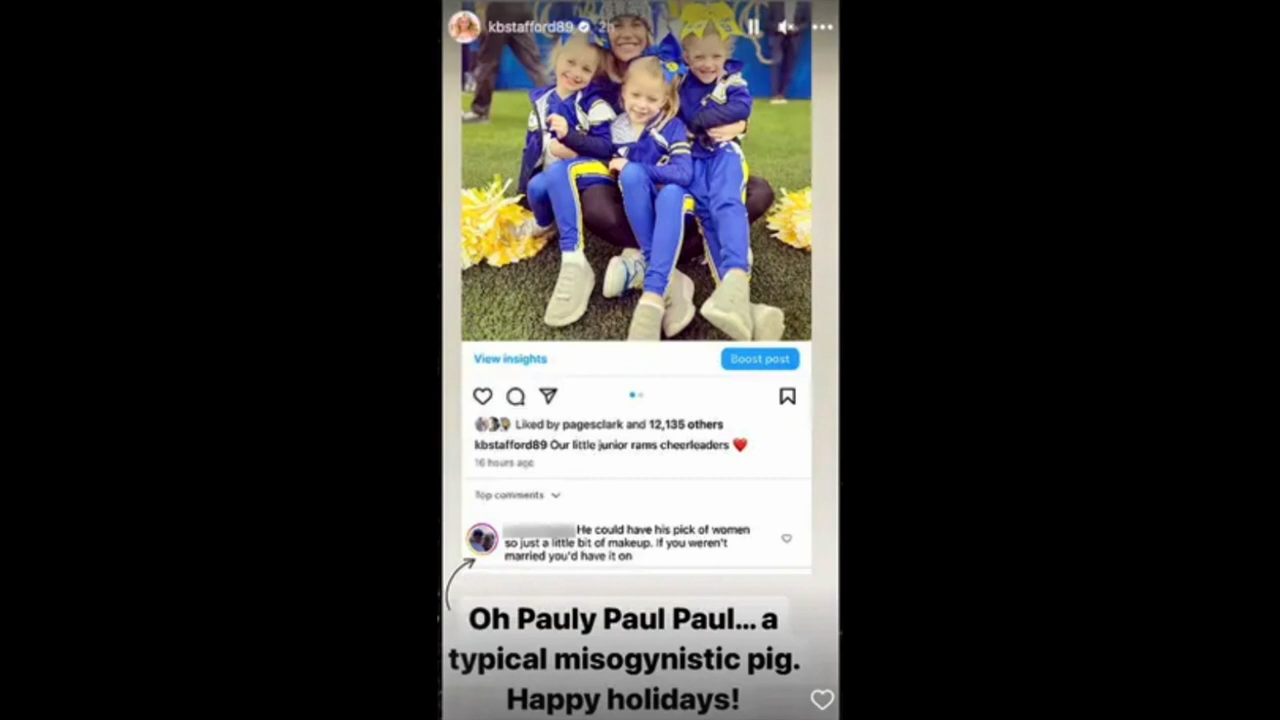 kbstafford89 2h
View insights
Boost post
Liked by pagesclark and 12,135 others
kbstafford89 Our little junior rams cheerleaders ❤️
16 hours ago
Top comments
He could have his pick of women
so just a little bit of makeup. If you weren't
married you'd have it on
Oh Pauly Paul Paul... a
typical misogynistic pig.
Happy holidays!